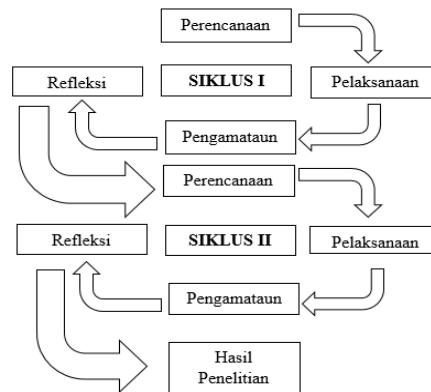 Perencanaan
Refleksi
SIKLUS I
Pelaksanaan
Pengamataun
Perencanaan
Refleksi
SIKLUS II
Pelaksanaan
Pengamataun
Hasil
Penelitian